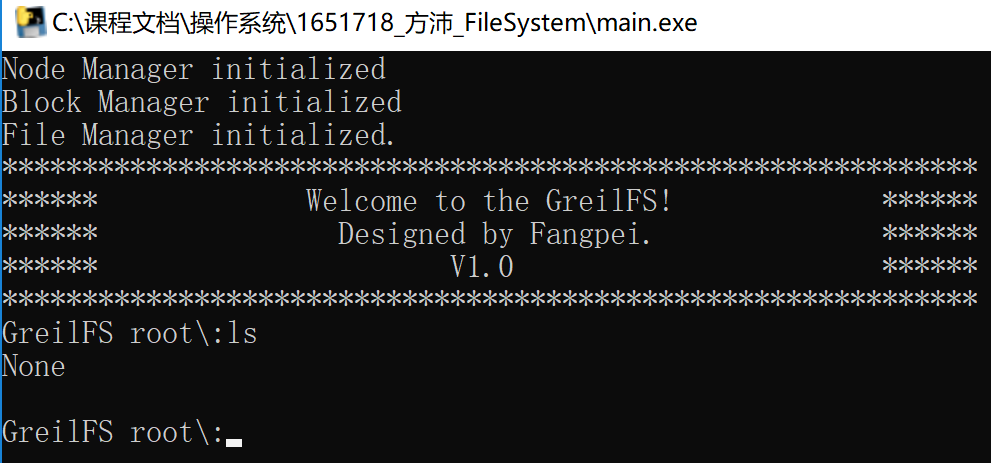 C:\课程文档\操作系统\1651718_方沛_FileSystem\main.exe
Node Manager initialized
Block Manager initialized
File Manager initialized.
*************************************************************
****** Welcome to the GreilFS! ******
****** Designed by Fangpei. ******
****** V1.0 ******
*************************************************************
GreilFS root\:ls
None
GreilFS root\: